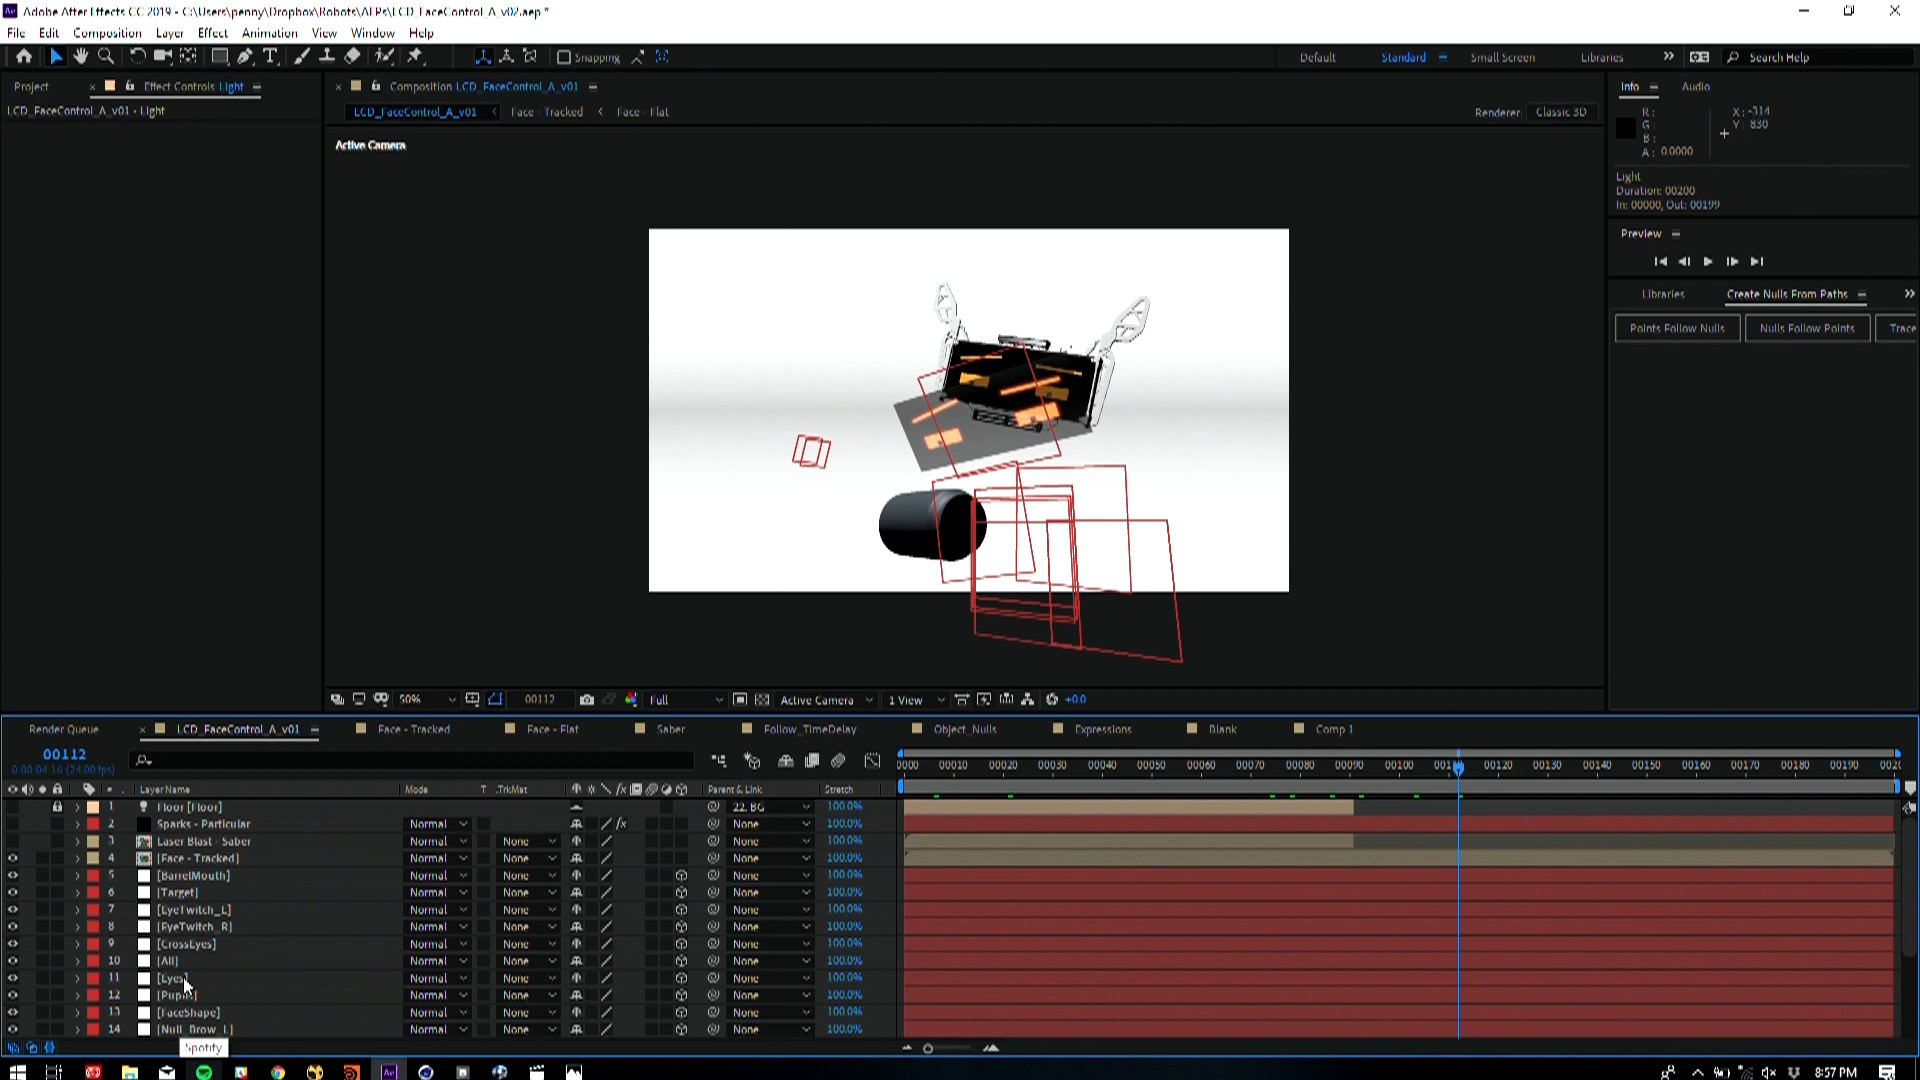 Adobe After Effects CC 2019 - C:\Users\penny\Dropbox\Robots\AEPs\LCD_FaceControl_A_v02.aep *
File Edit Composition Layer Effect Animation View Window Help
Snapping Default Standard Small Screen Libraries Search Help
Project Effect Controls Light Composition LCD_FaceControl_A_v01 Info Audio
LCD_FaceControl_A_v01 · Light LCD_FaceControl_A_v01 Face - Tracked Face - Flat Renderer: Classic 3D
R: X: -314
G: Y: 830
B:
A: 0.0000
Active Camera
Light
Duration: 00200
In: 00000, Out: 00199
Preview
Libraries Create Nulls From Paths
Points Follow Nulls Nulls Follow Points Trace
50% 00112 Full Active Camera 1 View +0.0
Render Queue LCD_FaceControl_A_v01 Face - Tracked Face - Flat Saber Follow_TimeDelay Object_Nulls Expressions Blank Comp 1
00112
0:00:04:16 (24.00 fps)
0000 00010 00020 00030 00040 00050 00060 00070 00080 00090 00100 0011 00120 00130 00140 00150 00160 00170 00180 00190 0020
# Layer Name Mode T .TrkMat fx Parent & Link Stretch
1 Floor [Floor] 22. BG 100.0%
2 Sparks - Particular Normal fx None 100.0%
3 Laser Blast - Saber Normal None None 100.0%
4 [Face - Tracked] Normal None None 100.0%
5 [BarrelMouth] Normal None None 100.0%
6 [Target] Normal None None 100.0%
7 [EyeTwitch_L] Normal None None 100.0%
8 [EyeTwitch_R] Normal None None 100.0%
9 [CrossEyes] Normal None None 100.0%
10 [All] Normal None None 100.0%
11 [Eyes] Normal None None 100.0%
12 [Pupils] Normal None None 100.0%
13 [FaceShape] Normal None None 100.0%
14 [Null_Brow_L] Normal None None 100.0%
Spotify
Ae 8:57 PM